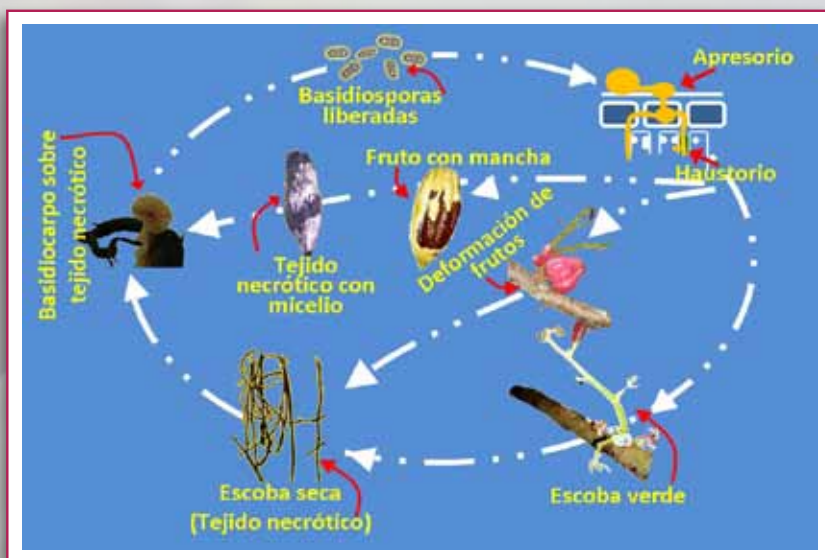 Basidiosporas
liberadas
Apresorio
Haustorio
Fruto con mancha
Deformación de
frutos
Basidiocarpo sobre
tejido necrótico
Tejido
necrótico con
micelio
Escoba seca
(Tejido necrótico)
Escoba verde